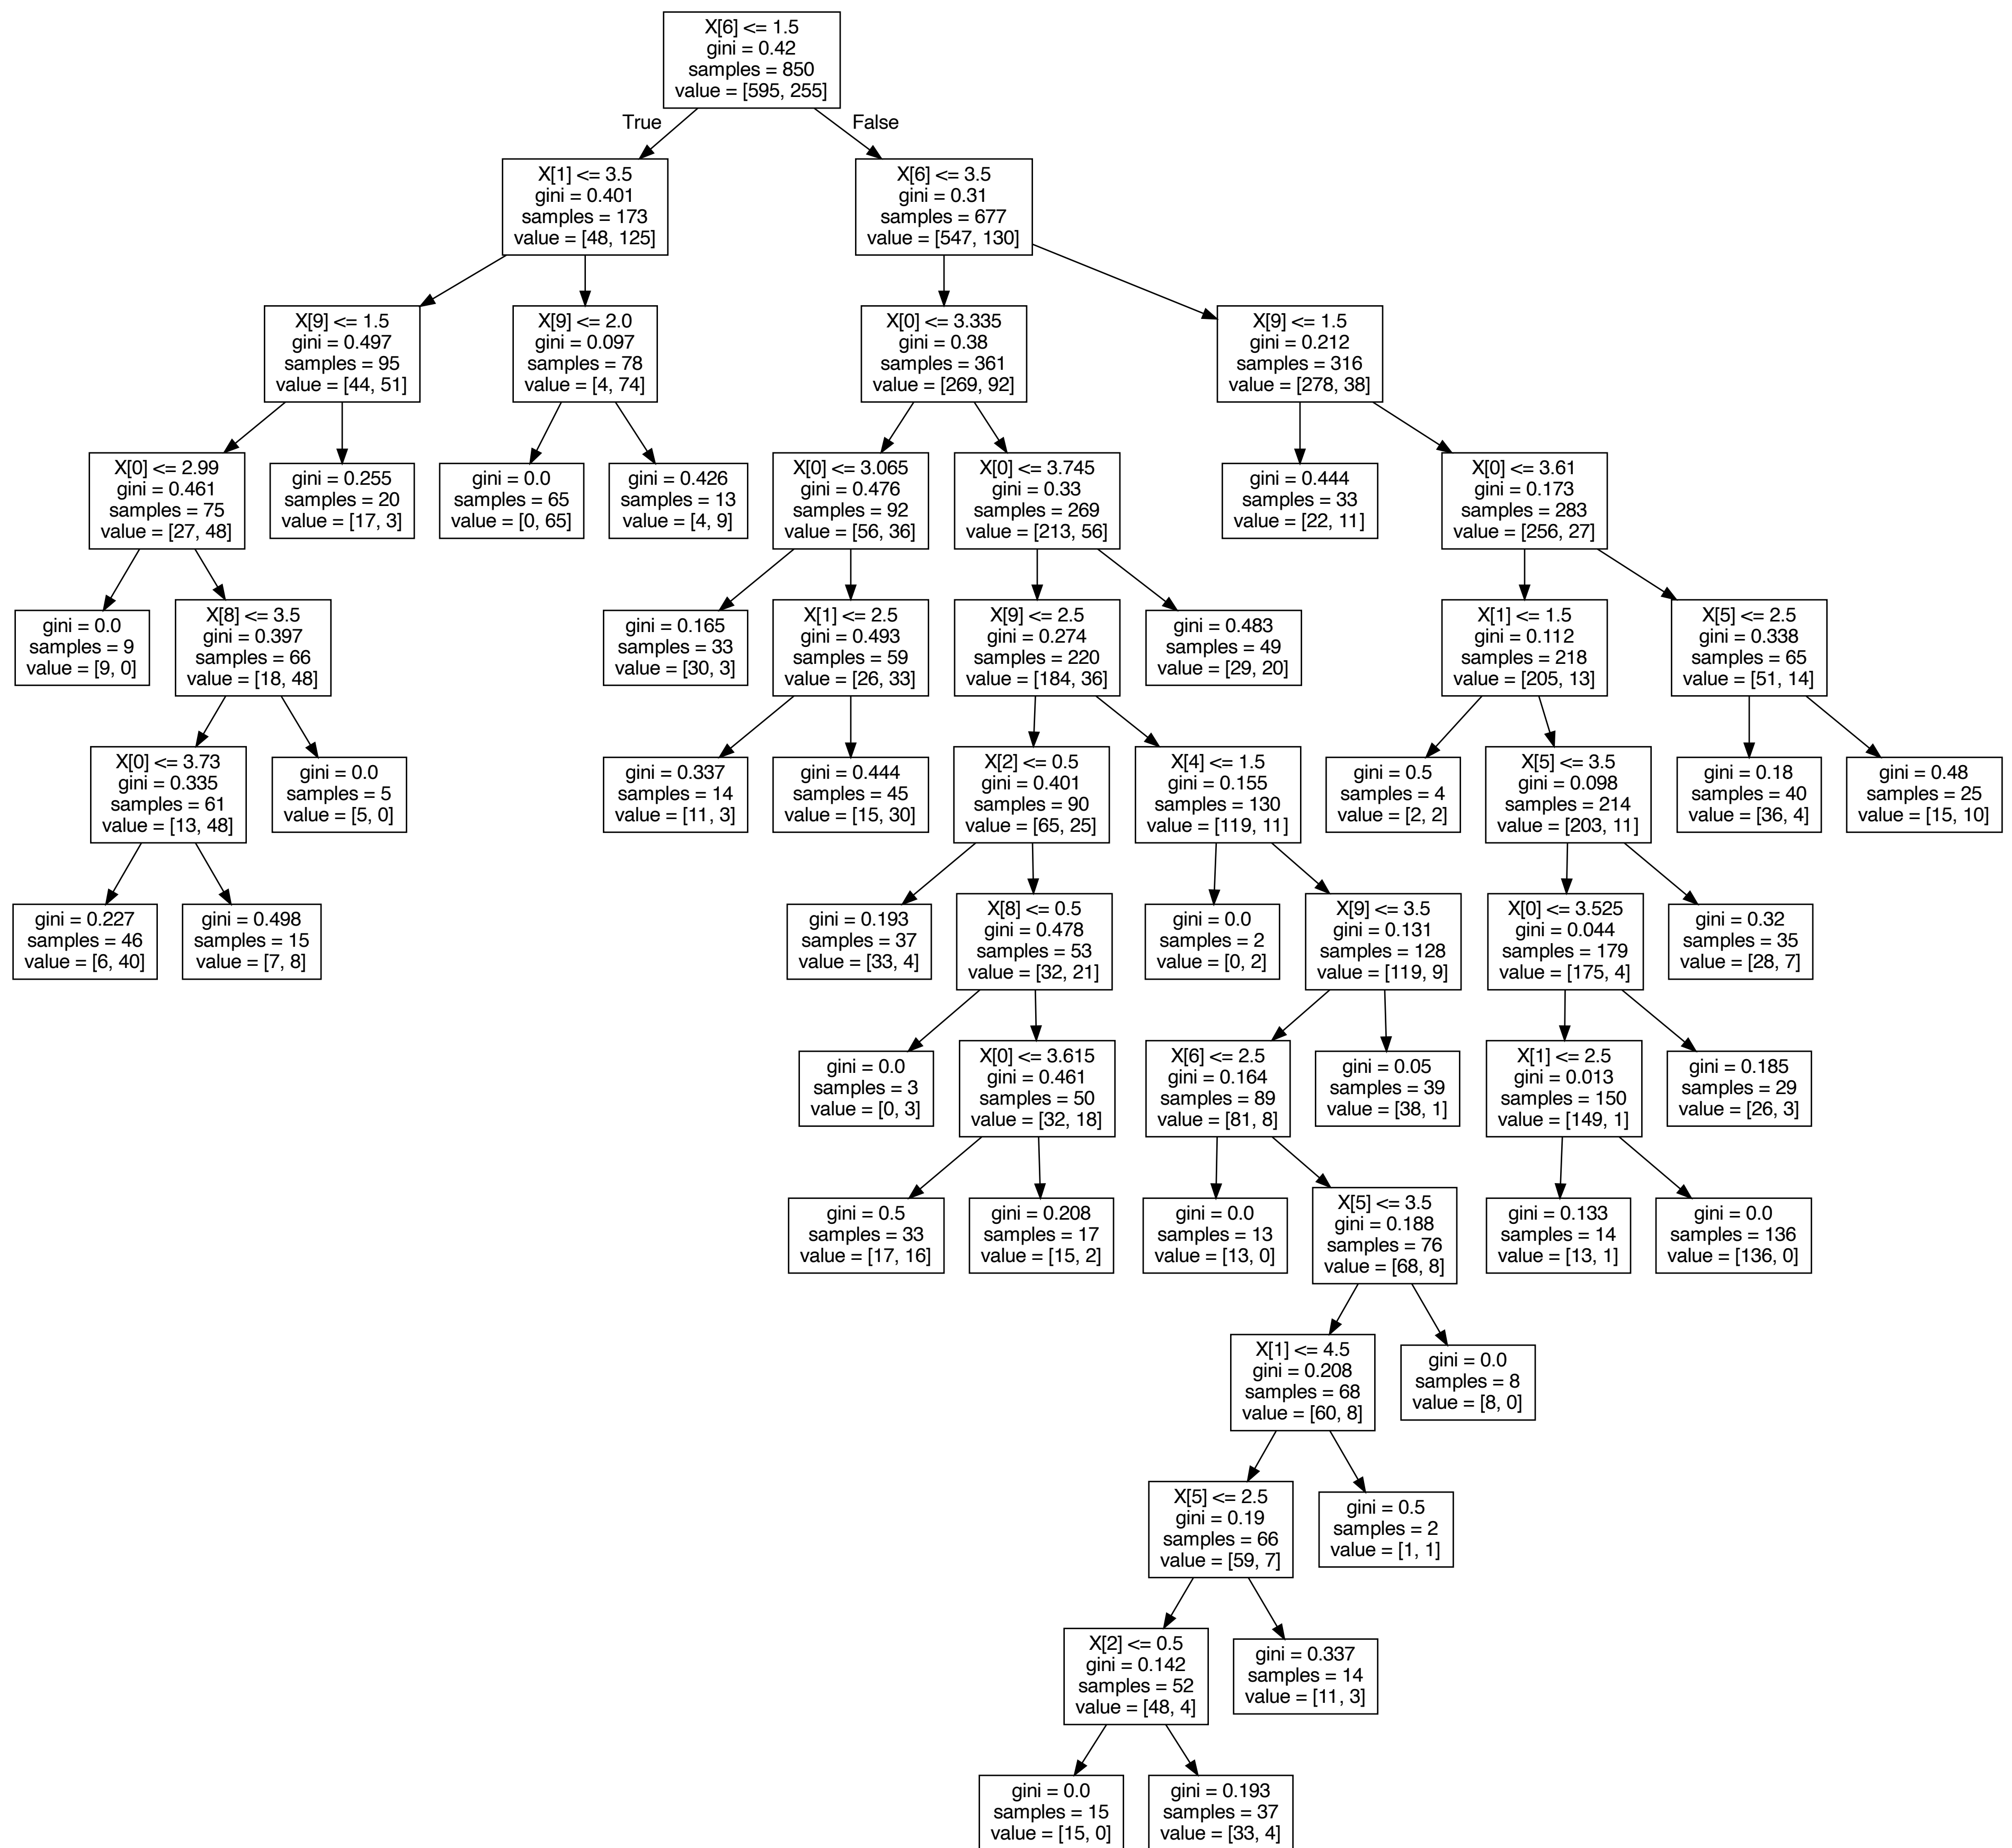 X[6] <= 1.5
gini = 0.42
samples = 850
value = [595, 255]
True
False
X[1] <= 3.5
gini = 0.401
samples = 173
value = [48, 125]
X[6] <= 3.5
gini = 0.31
samples = 677
value = [547, 130]
X[9] <= 1.5
gini = 0.497
samples = 95
value = [44, 51]
X[9] <= 2.0
gini = 0.097
samples = 78
value = [4, 74]
X[0] <= 3.335
gini = 0.38
samples = 361
value = [269, 92]
X[9] <= 1.5
gini = 0.212
samples = 316
value = [278, 38]
X[0] <= 2.99
gini = 0.461
samples = 75
value = [27, 48]
gini = 0.255
samples = 20
value = [17, 3]
gini = 0.0
samples = 65
value = [0, 65]
gini = 0.426
samples = 13
value = [4, 9]
X[0] <= 3.065
gini = 0.476
samples = 92
value = [56, 36]
X[0] <= 3.745
gini = 0.33
samples = 269
value = [213, 56]
gini = 0.444
samples = 33
value = [22, 11]
X[0] <= 3.61
gini = 0.173
samples = 283
value = [256, 27]
gini = 0.0
samples = 9
value = [9, 0]
X[8] <= 3.5
gini = 0.397
samples = 66
value = [18, 48]
gini = 0.165
samples = 33
value = [30, 3]
X[1] <= 2.5
gini = 0.493
samples = 59
value = [26, 33]
X[9] <= 2.5
gini = 0.274
samples = 220
value = [184, 36]
gini = 0.483
samples = 49
value = [29, 20]
X[1] <= 1.5
gini = 0.112
samples = 218
value = [205, 13]
X[5] <= 2.5
gini = 0.338
samples = 65
value = [51, 14]
X[0] <= 3.73
gini = 0.335
samples = 61
value = [13, 48]
gini = 0.0
samples = 5
value = [5, 0]
gini = 0.337
samples = 14
value = [11, 3]
gini = 0.444
samples = 45
value = [15, 30]
X[2] <= 0.5
gini = 0.401
samples = 90
value = [65, 25]
X[4] <= 1.5
gini = 0.155
samples = 130
value = [119, 11]
gini = 0.5
samples = 4
value = [2, 2]
X[5] <= 3.5
gini = 0.098
samples = 214
value = [203, 11]
gini = 0.18
samples = 40
value = [36, 4]
gini = 0.48
samples = 25
value = [15, 10]
gini = 0.227
samples = 46
value = [6, 40]
gini = 0.498
samples = 15
value = [7, 8]
gini = 0.193
samples = 37
value = [33, 4]
X[8] <= 0.5
gini = 0.478
samples = 53
value = [32, 21]
gini = 0.0
samples = 2
value = [0, 2]
X[9] <= 3.5
gini = 0.131
samples = 128
value = [119, 9]
X[0] <= 3.525
gini = 0.044
samples = 179
value = [175, 4]
gini = 0.32
samples = 35
value = [28, 7]
gini = 0.0
samples = 3
value = [0, 3]
X[0] <= 3.615
gini = 0.461
samples = 50
value = [32, 18]
X[6] <= 2.5
gini = 0.164
samples = 89
value = [81, 8]
gini = 0.05
samples = 39
value = [38, 1]
X[1] <= 2.5
gini = 0.013
samples = 150
value = [149, 1]
gini = 0.185
samples = 29
value = [26, 3]
gini = 0.5
samples = 33
value = [17, 16]
gini = 0.208
samples = 17
value = [15, 2]
gini = 0.0
samples = 13
value = [13, 0]
X[5] <= 3.5
gini = 0.188
samples = 76
value = [68, 8]
gini = 0.133
samples = 14
value = [13, 1]
gini = 0.0
samples = 136
value = [136, 0]
X[1] <= 4.5
gini = 0.208
samples = 68
value = [60, 8]
gini = 0.0
samples = 8
value = [8, 0]
X[5] <= 2.5
gini = 0.19
samples = 66
value = [59, 7]
gini = 0.5
samples = 2
value = [1, 1]
X[2] <= 0.5
gini = 0.142
samples = 52
value = [48, 4]
gini = 0.337
samples = 14
value = [11, 3]
gini = 0.0
samples = 15
value = [15, 0]
gini = 0.193
samples = 37
value = [33, 4]